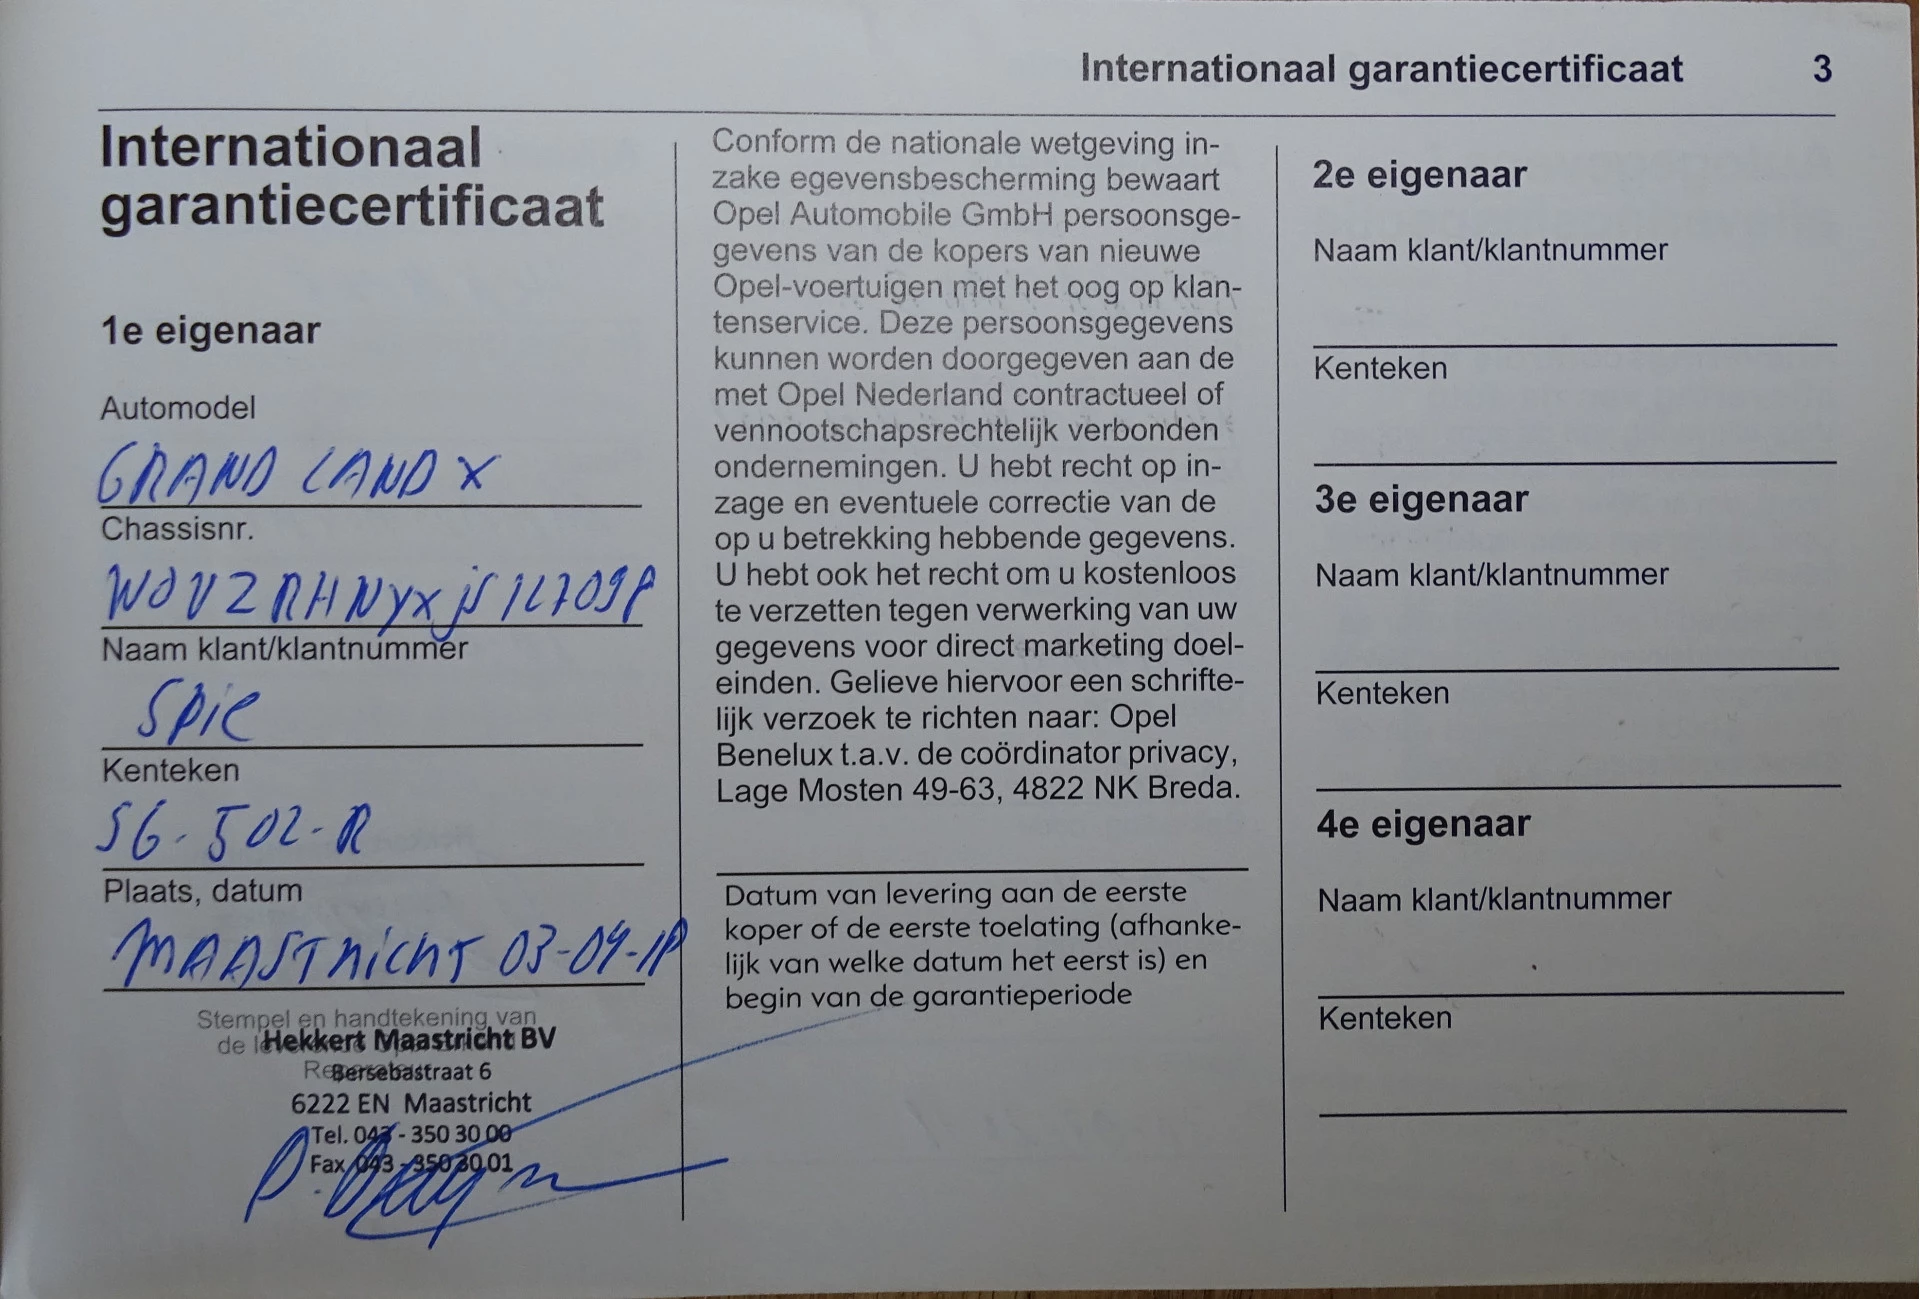 Internationaal garantiecertificaat 3
Internationaal
garantiecertificaat
1e eigenaar
Automodel
GRAND LAND X
Chassisnr.
Naam klant/klantnummer
SPIE
Kenteken
SG-502-R
Plaats, datum
MAASTRICHT 03-09-18
Stempel en handtekening van
Hekkert Maastricht BV
Bersebastraat 6
6222 EN Maastricht
Tel. 043 - 350 30 00
Fax 043 - 350 30 01
Conform de nationale wetgeving in-
zake egevensbescherming bewaart
Opel Automobile GmbH persoonsge-
gevens van de kopers van nieuwe
Opel-voertuigen met het oog op klan-
tenservice. Deze persoonsgegevens
kunnen worden doorgegeven aan de
met Opel Nederland contractueel of
vennootschapsrechtelijk verbonden
ondernemingen. U hebt recht op in-
zage en eventuele correctie van de
op u betrekking hebbende gegevens.
U hebt ook het recht om u kosteloos
te verzetten tegen verwerking van uw
gegevens voor direct marketing doel-
einden. Gelieve hiervoor een schrifte-
lijk verzoek te richten naar: Opel
Benelux t.a.v. de coördinator privacy,
Lage Mosten 49-63, 4822 NK Breda.
Datum van levering aan de eerste
koper of de eerste toelating (afhanke-
lijk van welke datum het eerst is) en
begin van de garantieperiode
2e eigenaar
Naam klant/klantnummer
Kenteken
3e eigenaar
Naam klant/klantnummer
Kenteken
4e eigenaar
Naam klant/klantnummer
Kenteken